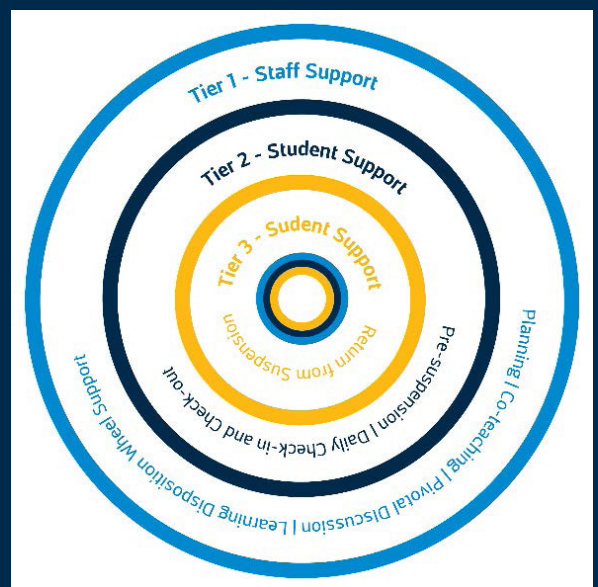 Tier 1 - Staff Support
Tier 2 - Student Support
Tier 3 - Sudent Support
Return from Suspension
Pre-suspension | Daily Check-in and Check-out
Planning | Co-teaching | Pivotal Discussion | Learning Disposition Wheel Support